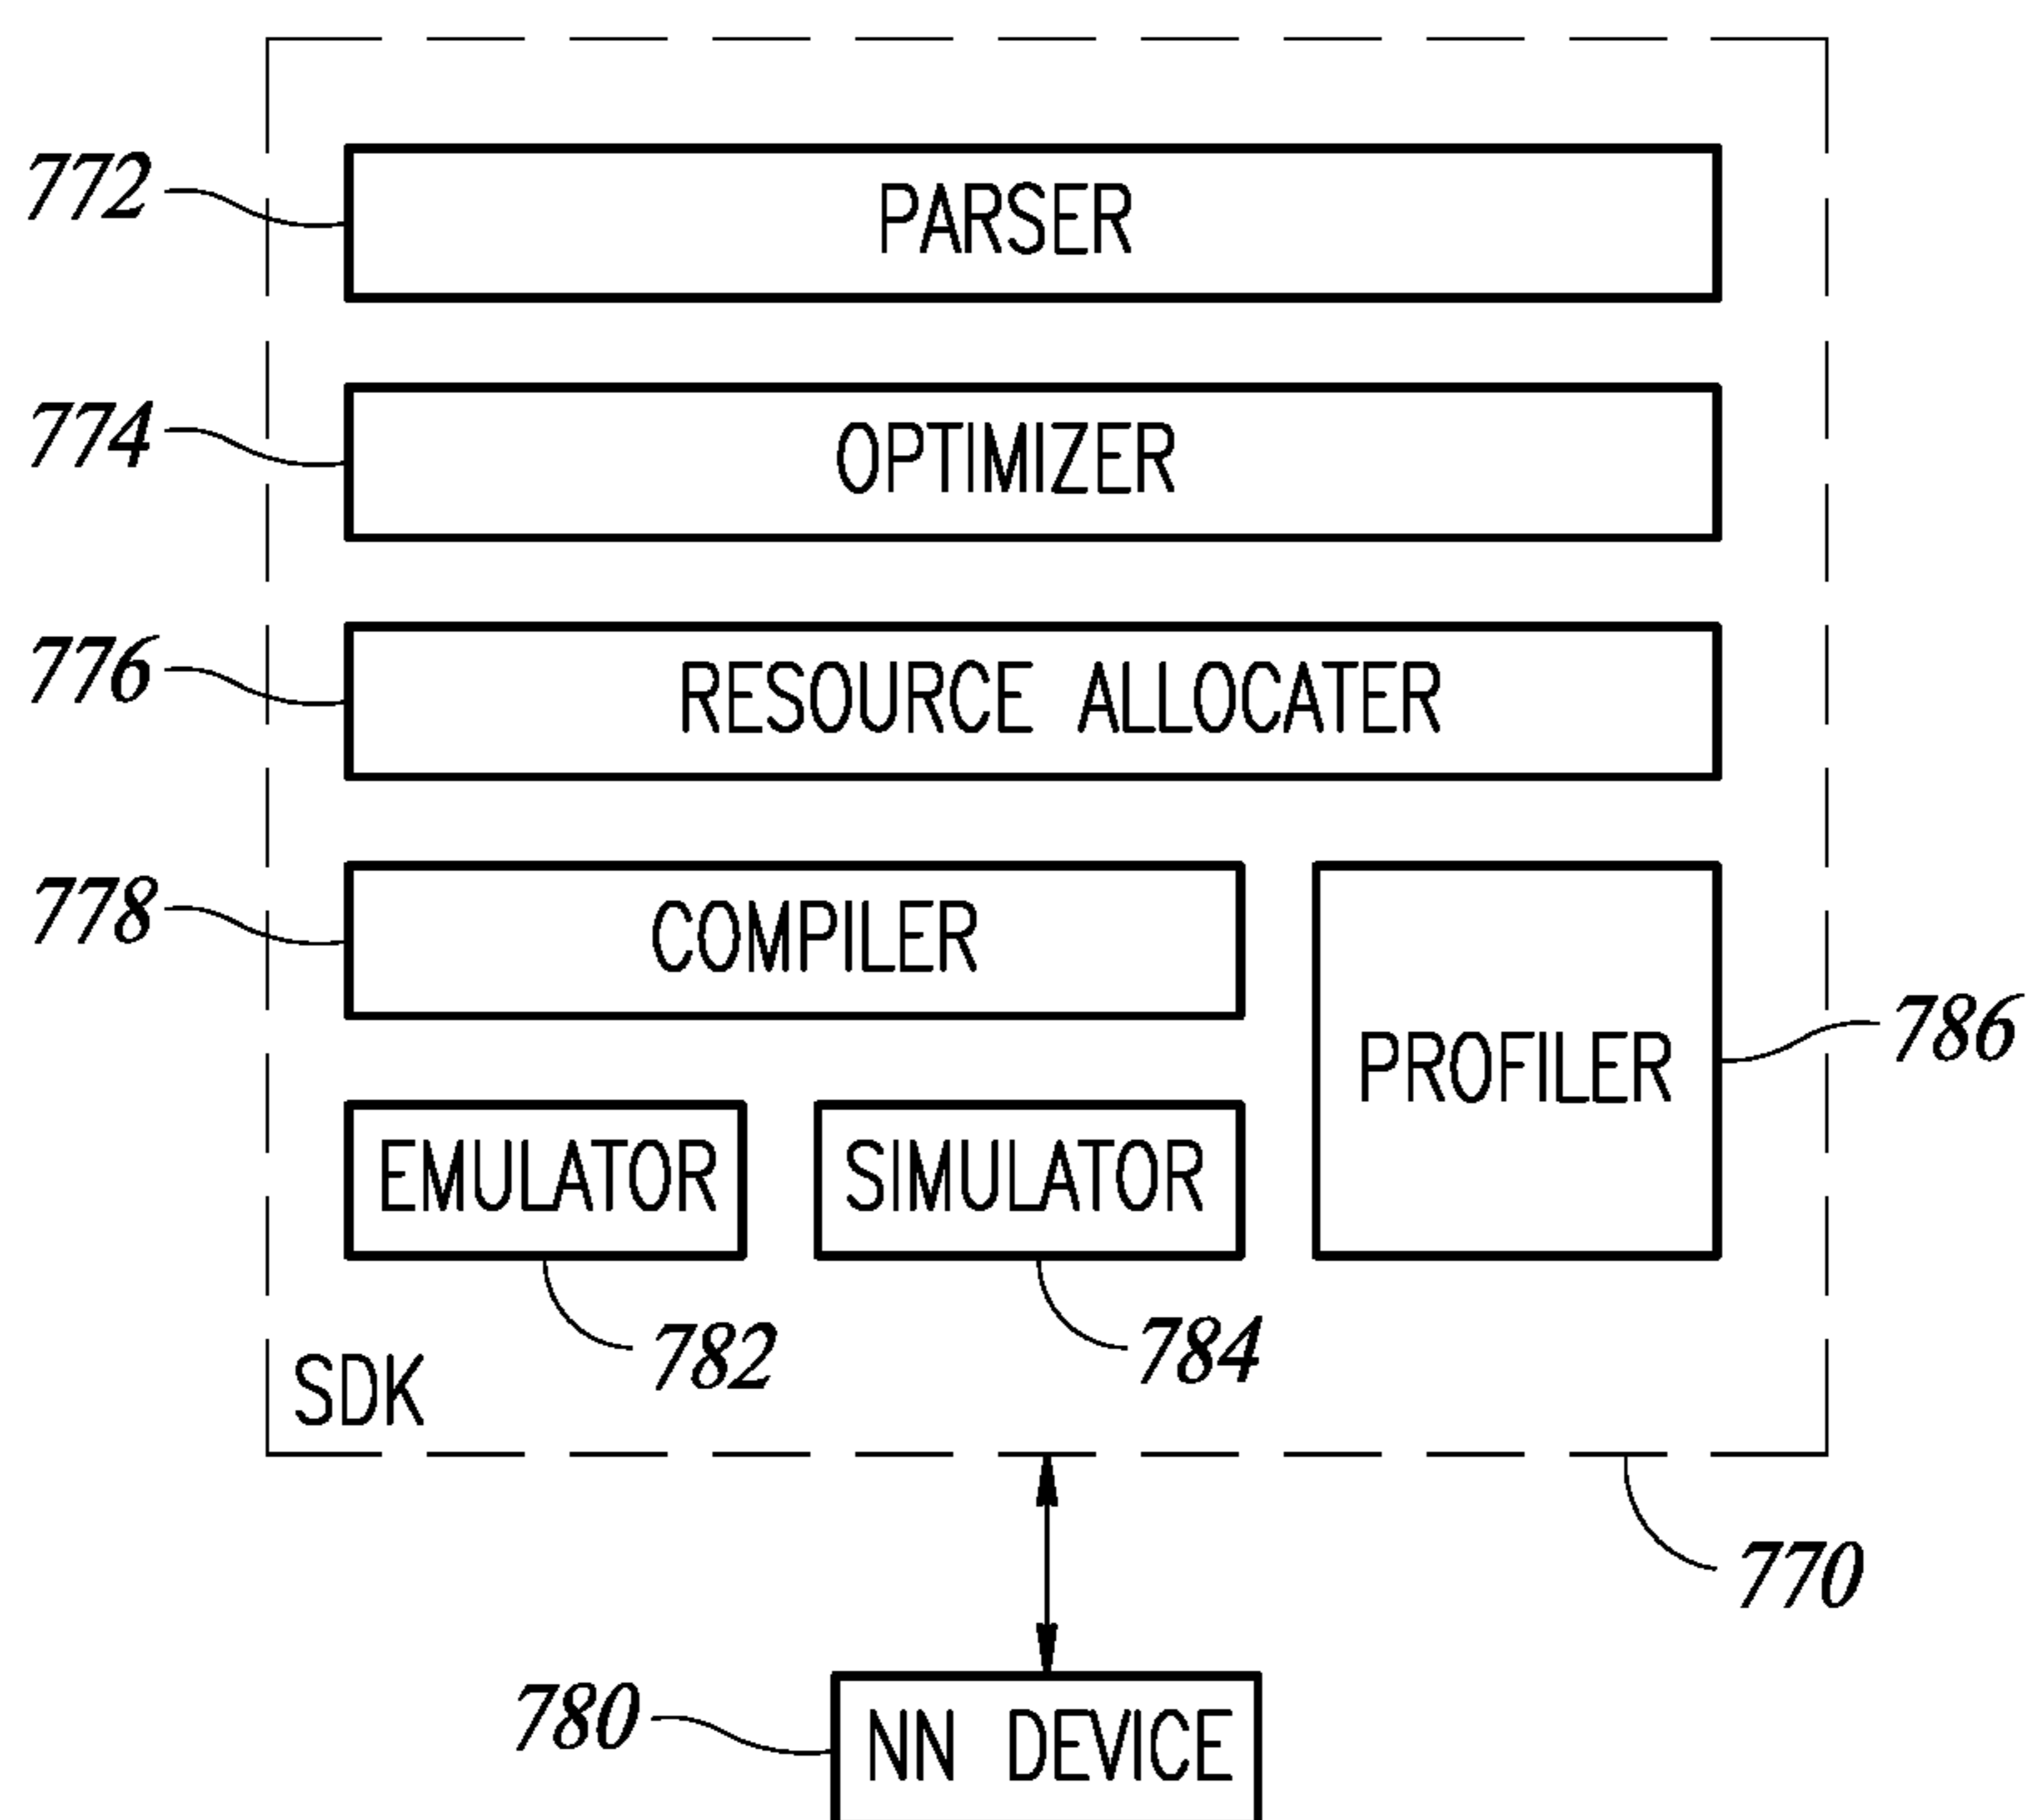 772
PARSER
774
OPTIMIZER
776
RESOURCE ALLOCATER
778
COMPILER
PROFILER
786
EMULATOR
SIMULATOR
782
784
SDK
770
780
NN DEVICE